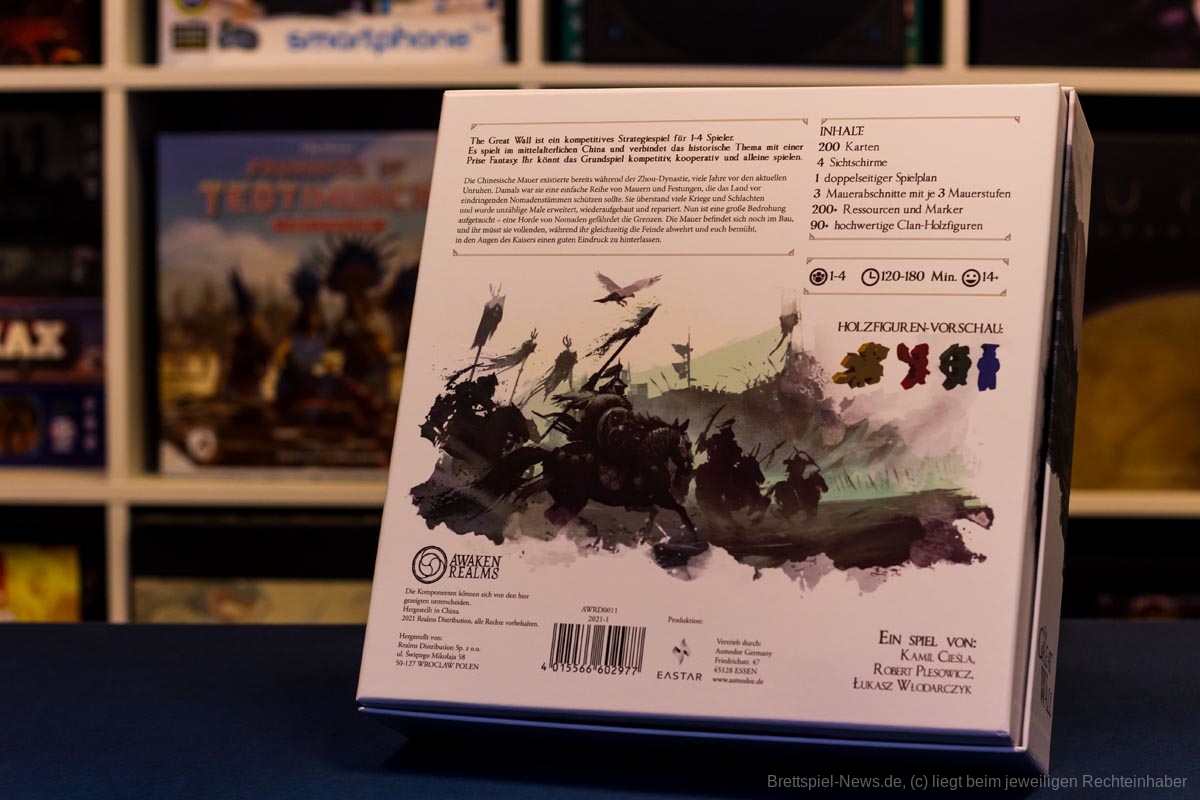 smartphone
TEOTIHUACAN
The Great Wall ist ein kompetitives Strategiespiel für 1-4 Spieler.
Es spielt im mittelalterlichen China und verbindet das historische Thema mit einer
Prise Fantasy. Ihr könnt das Grundspiel kompetitiv, kooperativ und alleine spielen.
Die Chinesische Mauer existierte bereits während der Zhou-Dynastie, viele Jahre vor den aktuellen
Unruhen. Damals war sie eine einfache Reihe von Mauern und Festungen, die das Land vor
eindringenden Nomadenstämmen schützen sollte. Sie überstand viele Kriege und Schlachten
und wurde unzählige Male erweitert, wiederaufgebaut und repariert. Nun ist eine große Bedrohung
aufgetaucht – eine Horde von Nomaden gefährdet die Grenzen. Die Mauer befindet sich noch im Bau,
und ihr müsst sie vollenden, während ihr gleichzeitig die Feinde abwehrt und euch bemüht,
in den Augen des Kaisers einen guten Eindruck zu hinterlassen.
INHALT:
200 Karten
4 Sichtschirme
1 doppelseitiger Spielplan
3 Mauerabschnitte mit je 3 Mauerstufen
200+ Ressourcen und Marker
90+ hochwertige Clan-Holzfiguren
1-4 120-180 Min. 14+
HOLZFIGUREN-VORSCHAU:
AWAKEN
REALMS
Die Komponenten können sich von den hier
gezeigten unterscheiden.
Hergestellt in China.
2021 Realms Distribution, alle Rechte vorbehalten.
Hergestellt von:
Realms Distribution Sp. z o.o.
ul. Świętego Mikołaja 58
50-127 WROCLAW POLEN
AWRD0011
2021-1
4 015566 602977
Produktion:
EASTAR
Vertrieb durch:
Asmodee Germany
Friedrichstr. 47
45128 ESSEN
www.asmodee.de
EIN SPIEL VON:
KAMIL CIEŚLA,
ROBERT PLESOWICZ,
ŁUKASZ WŁODARCZYK
Brettspiel-News.de, (c) liegt beim jeweiligen Rechteinhaber